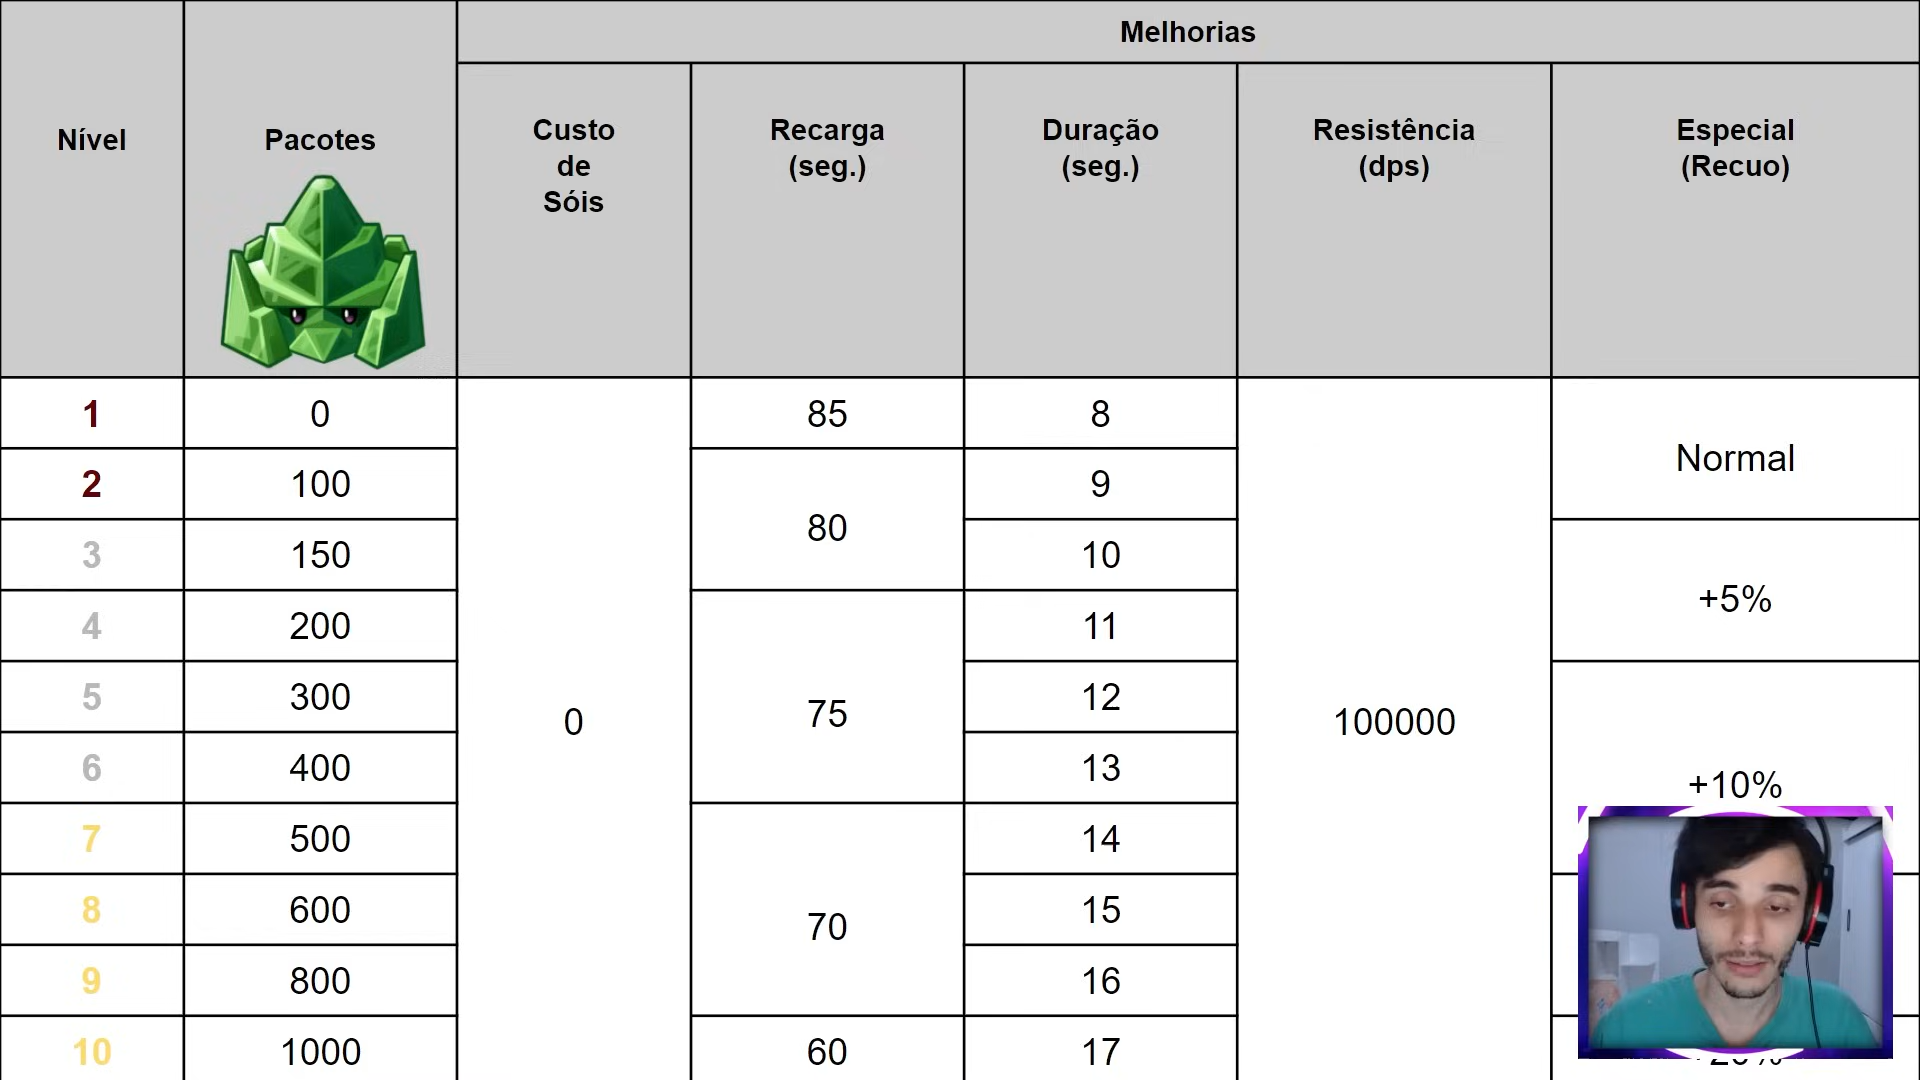 Melhorias
Nível
Pacotes
Custo
de
Sóis
Recarga
(seg.)
Duração
(seg.)
Resistência
(dps)
Especial
(Recuo)
1
0
85
8
Normal
2
100
80
9
3
150
10
+5%
4
200
75
11
5
300
0
12
100000
6
400
13
+10%
7
500
70
14
8
600
15
9
800
16
10
1000
60
17